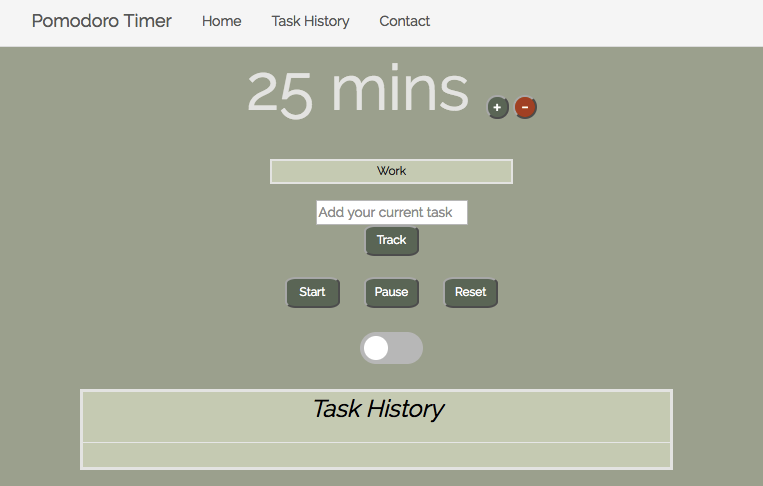 Pomodoro Timer Home Task History Contact
25 mins + -
Work
Add your current task
Track
Start Pause Reset
Task History